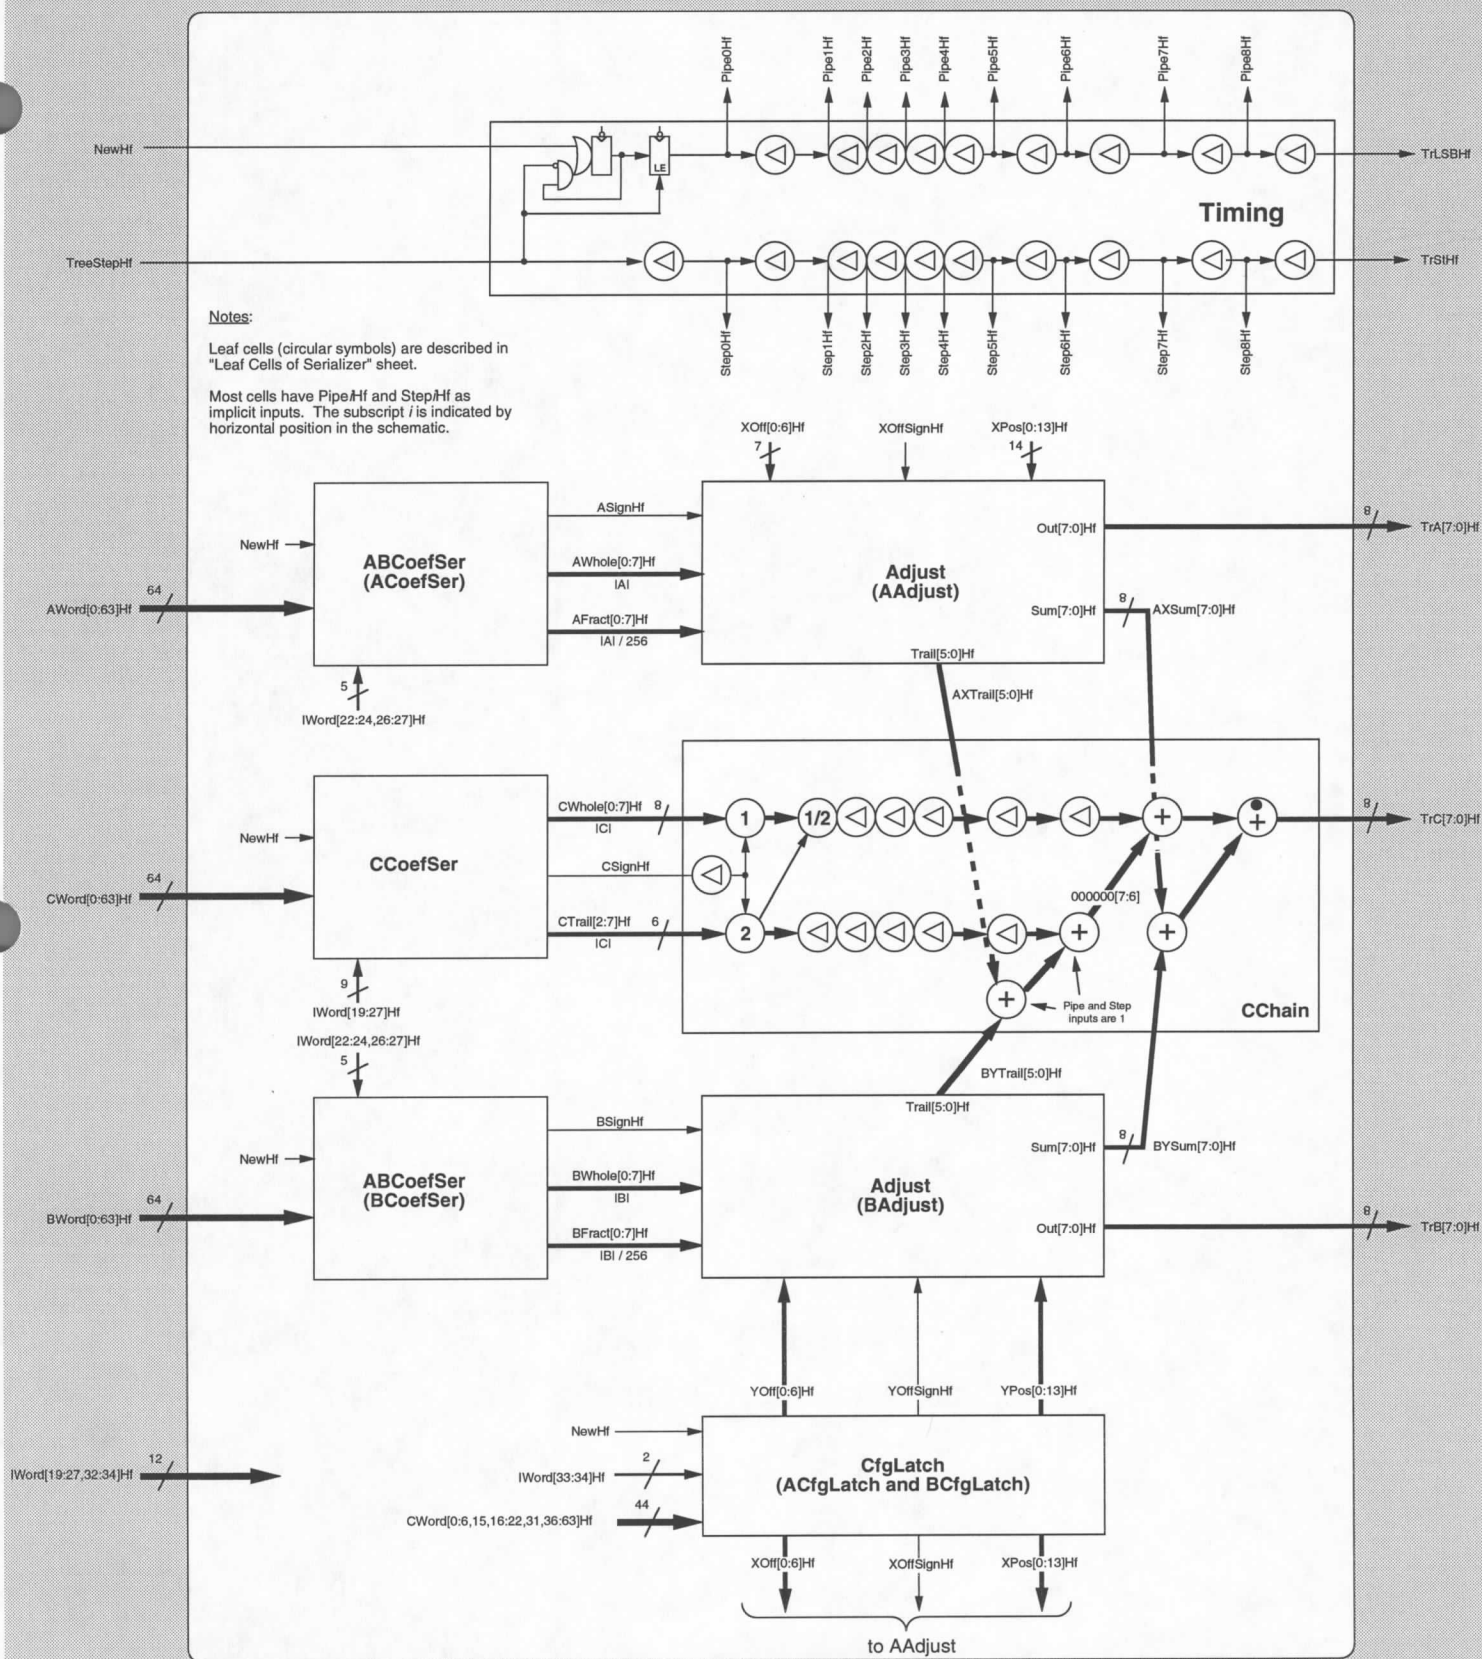 Pipe0Hf
Pipe1Hf
Pipe2Hf
Pipe3Hf
Pipe4Hf
Pipe5Hf
Pipe6Hf
Pipe7Hf
Pipe8Hf
NewHf
LE
TrLSBHf
Timing
TreeStepHf
TrStHf
Step0Hf
Step1Hf
Step2Hf
Step3Hf
Step4Hf
Step5Hf
Step6Hf
Step7Hf
Step8Hf
Notes:
Leaf cells (circular symbols) are described in
"Leaf Cells of Serializer" sheet.
Most cells have PipeiHf and StepiHf as
implicit inputs. The subscript i is indicated by
horizontal position in the schematic.
XOff[0:6]Hf
7
XOffSignHf
XPos[0:13]Hf
14
NewHf
ABCoefSer
(ACoefSer)
64
AWord[0:63]Hf
5
IWord[22:24,26:27]Hf
ASignHf
AWhole[0:7]Hf
|A|
AFract[0:7]Hf
|A| / 256
Adjust
(AAdjust)
Out[7:0]Hf
8
TrA[7:0]Hf
Sum[7:0]Hf
8
AXSum[7:0]Hf
Trail[5:0]Hf
AXTrail[5:0]Hf
NewHf
CCoefSer
64
CWord[0:63]Hf
9
IWord[19:27]Hf
CWhole[0:7]Hf
8
|C|
CSignHf
CTrail[2:7]Hf
6
|C|
1
1/2
+
+
8
TrC[7:0]Hf
000000[7:6]
2
+
+
+
Pipe and Step
inputs are 1
CChain
IWord[22:24,26:27]Hf
5
NewHf
ABCoefSer
(BCoefSer)
64
BWord[0:63]Hf
BSignHf
BWhole[0:7]Hf
|B|
BFract[0:7]Hf
|B| / 256
BYTrail[5:0]Hf
Trail[5:0]Hf
Sum[7:0]Hf
8
BYSum[7:0]Hf
Adjust
(BAdjust)
Out[7:0]Hf
8
TrB[7:0]Hf
YOff[0:6]Hf
YOffSignHf
YPos[0:13]Hf
NewHf
12
IWord[19:27,32:34]Hf
2
IWord[33:34]Hf
CfgLatch
(ACfgLatch and BCfgLatch)
44
CWord[0:6,15,16:22,31,36:63]Hf
XOff[0:6]Hf
XOffSignHf
XPos[0:13]Hf
to AAdjust